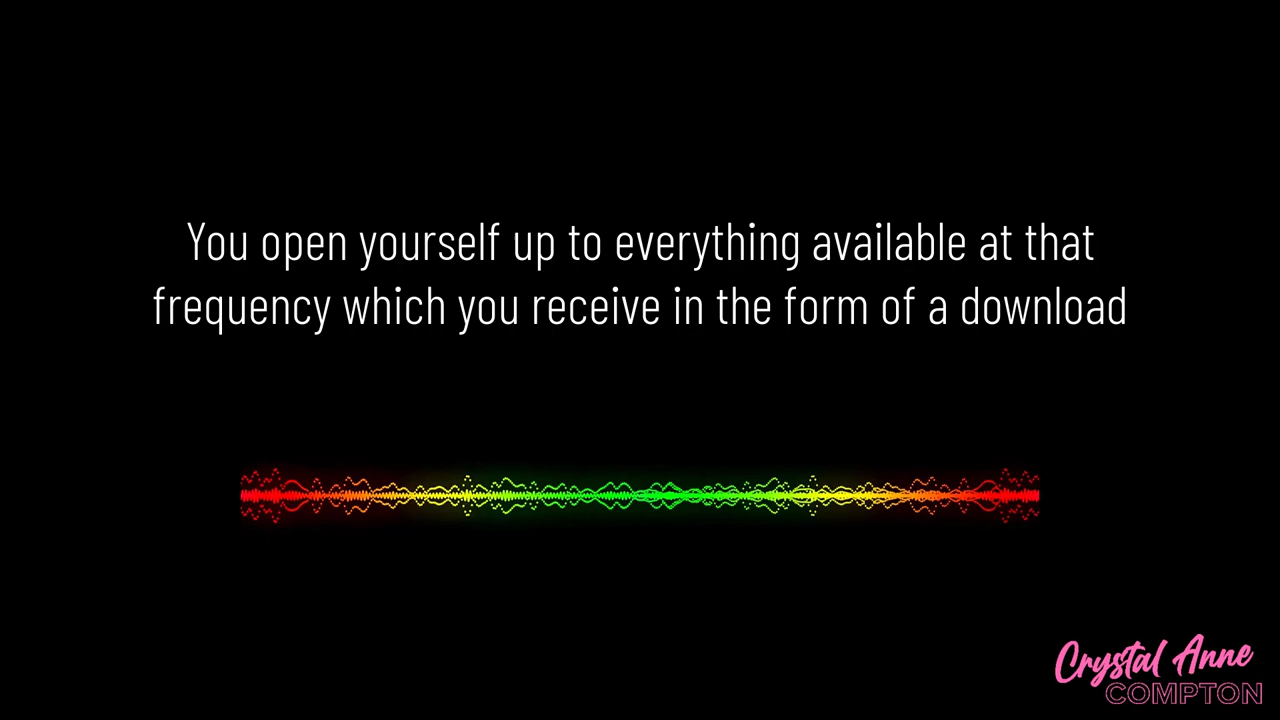 You open yourself up to everything available at that
frequency which you receive in the form of a download
Crystal Anne
COMPTON